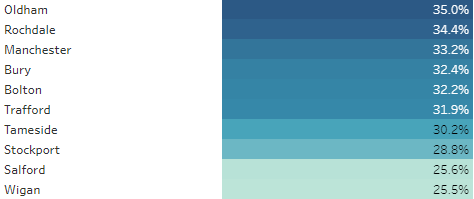 Oldham 35.0%
Rochdale 34.4%
Manchester 33.2%
Bury 32.4%
Bolton 32.2%
Trafford 31.9%
Tameside 30.2%
Stockport 28.8%
Salford 25.6%
Wigan 25.5%